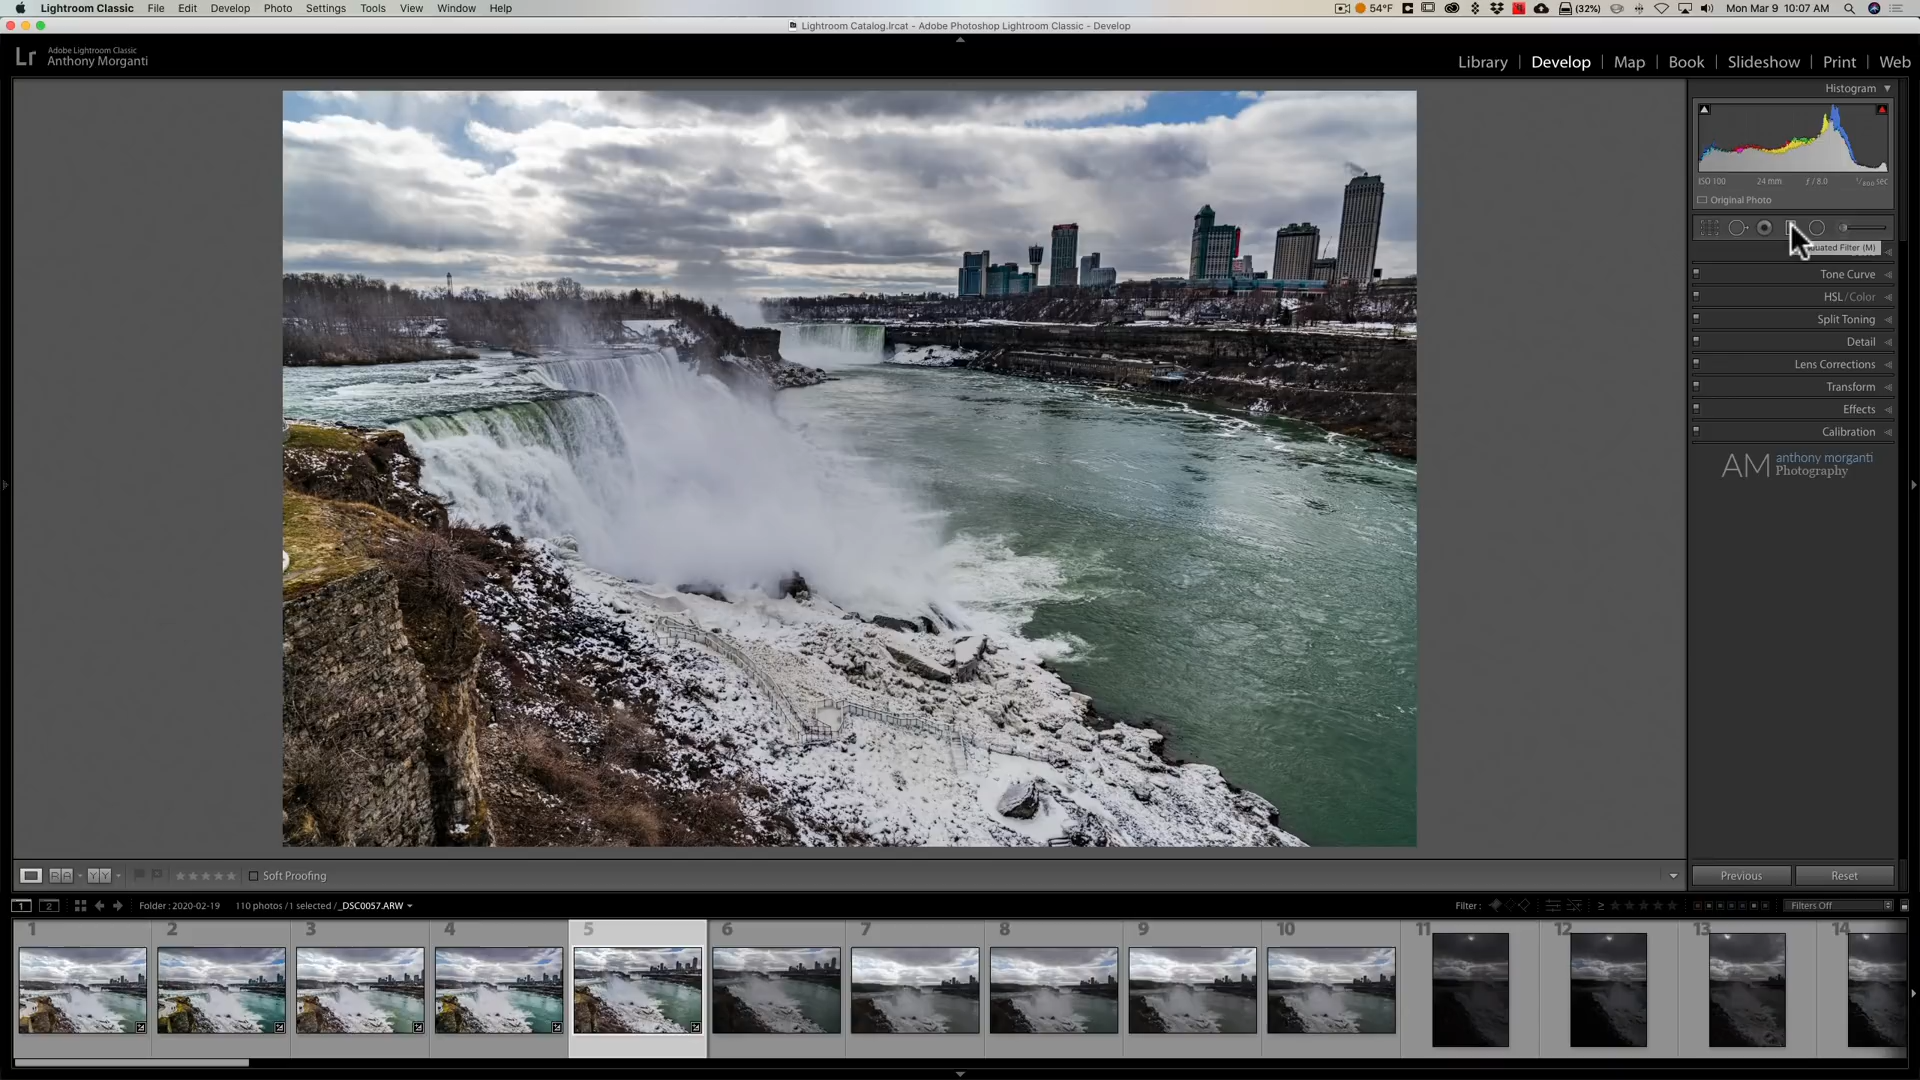 Lightroom Classic File Edit Develop Photo Settings Tools View Window Help 54°F (32%) Mon Mar 9 10:07 AM
Lightroom Catalog.lrcat - Adobe Photoshop Lightroom Classic - Develop
Lr Adobe Lightroom Classic
Anthony Morganti
Library | Develop | Map | Book | Slideshow | Print | Web
Histogram
ISO 100 24 mm f / 8.0 sec
Original Photo
Filter (M)
Tone Curve
HSL / Color
Split Toning
Detail
Lens Corrections
Transform
Effects
Calibration
AM anthony morganti
Photography
Soft Proofing
Previous Reset
1 2 Folder : 2020-02-19 110 photos / 1 selected / _DSC0057.ARW Filter : Filters Off
1 2 3 4 5 6 7 8 9 10 11 12 13 14